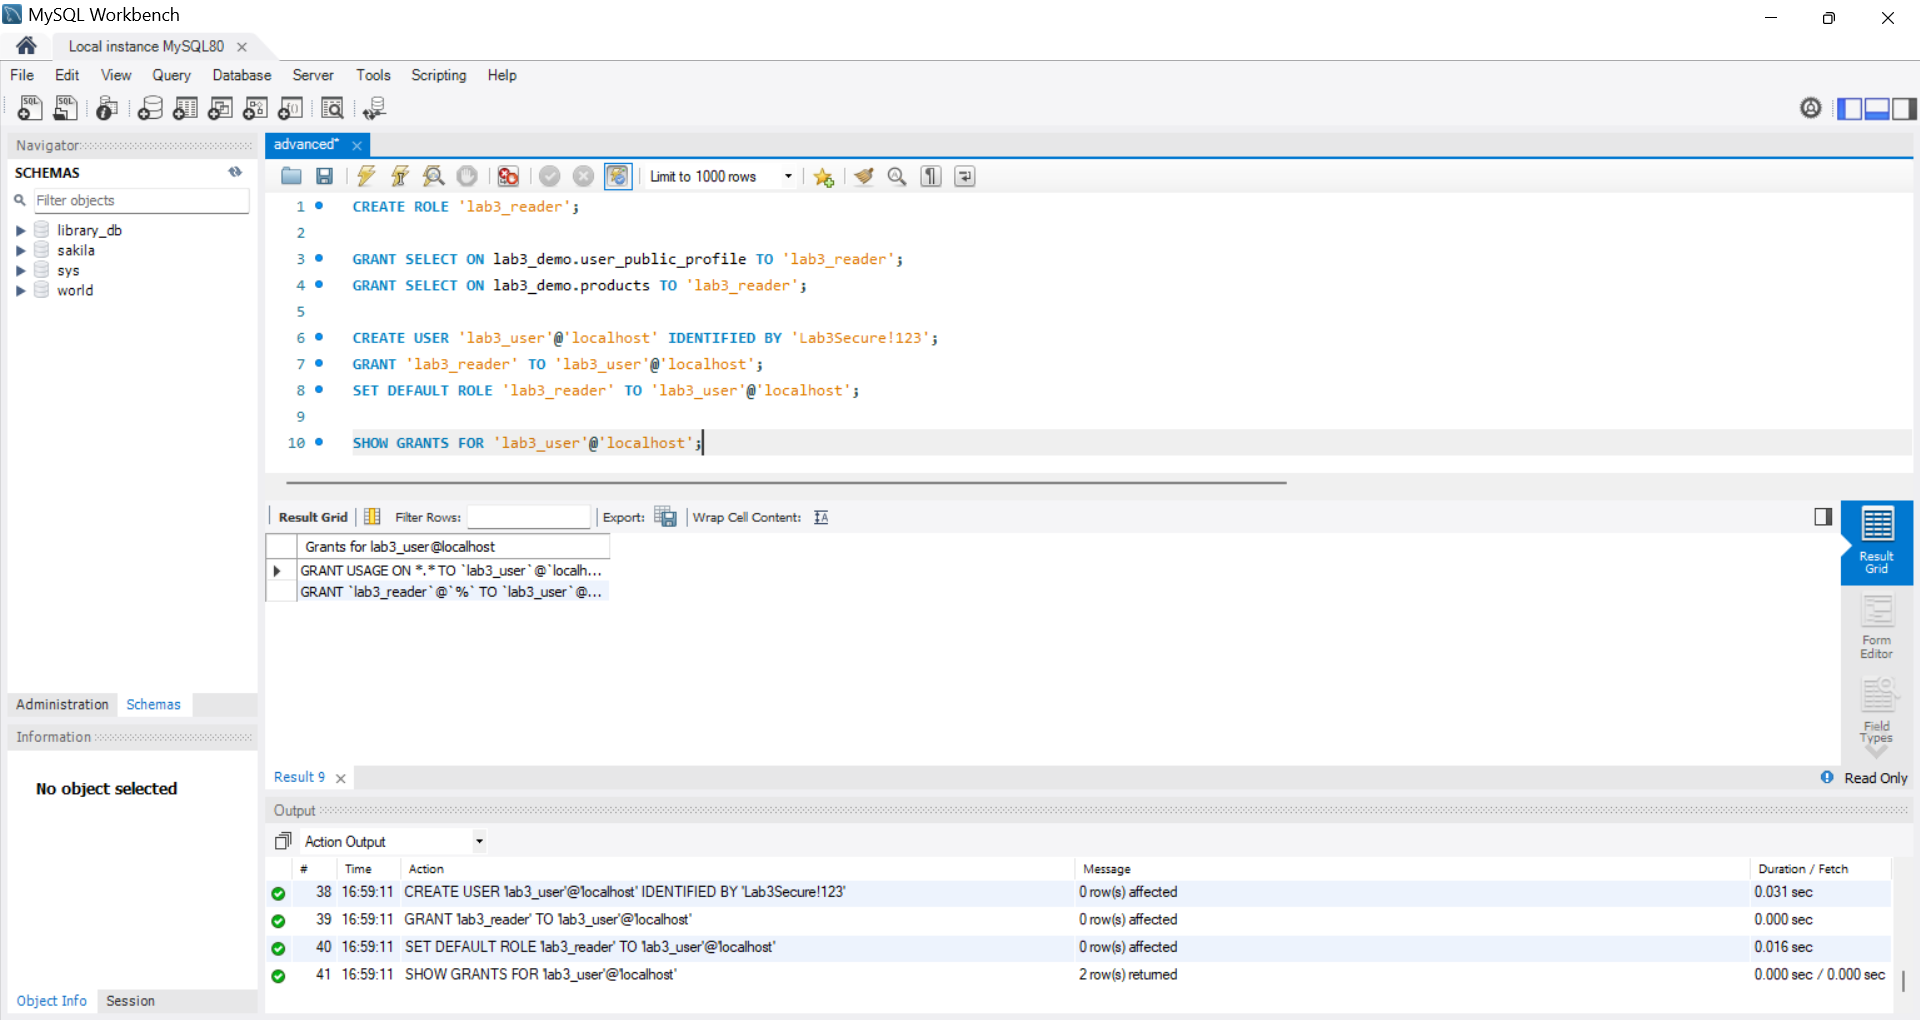 MySQL Workbench
Local instance MySQL80
File Edit View Query Database Server Tools Scripting Help
Navigator
SCHEMAS
Filter objects
library_db
sakila
sys
world
Administration Schemas
Information
No object selected
Object Info Session
advanced*
Limit to 1000 rows
1 CREATE ROLE 'lab3_reader';
2
3 GRANT SELECT ON lab3_demo.user_public_profile TO 'lab3_reader';
4 GRANT SELECT ON lab3_demo.products TO 'lab3_reader';
5
6 CREATE USER 'lab3_user'@'localhost' IDENTIFIED BY 'Lab3Secure!123';
7 GRANT 'lab3_reader' TO 'lab3_user'@'localhost';
8 SET DEFAULT ROLE 'lab3_reader' TO 'lab3_user'@'localhost';
9
10 SHOW GRANTS FOR 'lab3_user'@'localhost';
Result Grid Filter Rows: Export: Wrap Cell Content:
Grants for lab3_user@localhost
GRANT USAGE ON *.* TO `lab3_user`@`localh...
GRANT `lab3_reader`@`%` TO `lab3_user`@...
Result
Grid
Form
Editor
Field
Types
Result 9
Read Only
Output
Action Output
# Time Action Message Duration / Fetch
38 16:59:11 CREATE USER 'lab3_user'@'localhost' IDENTIFIED BY 'Lab3Secure!123' 0 row(s) affected 0.031 sec
39 16:59:11 GRANT 'lab3_reader' TO 'lab3_user'@'localhost' 0 row(s) affected 0.000 sec
40 16:59:11 SET DEFAULT ROLE 'lab3_reader' TO 'lab3_user'@'localhost' 0 row(s) affected 0.016 sec
41 16:59:11 SHOW GRANTS FOR 'lab3_user'@'localhost' 2 row(s) returned 0.000 sec / 0.000 sec